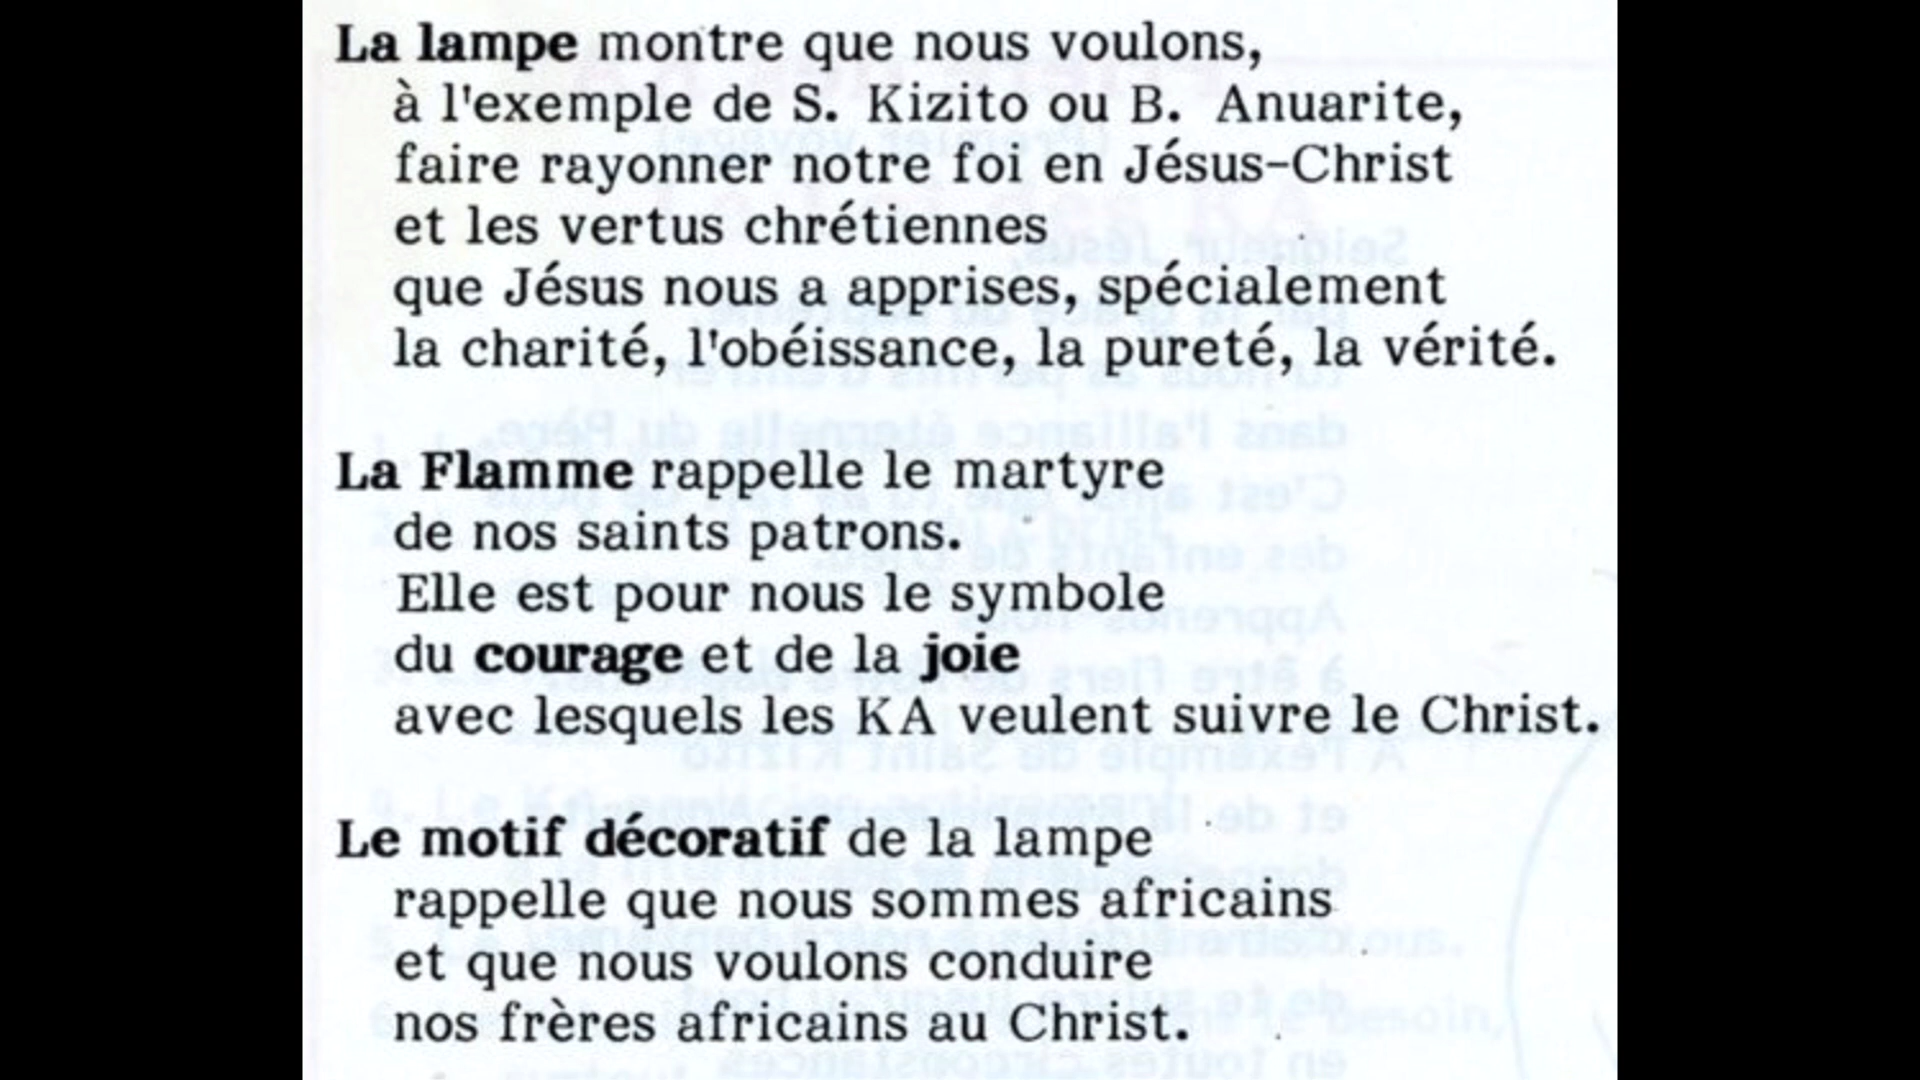 La lampe montre que nous voulons,
à l'exemple de S. Kizito ou B. Anuarite,
faire rayonner notre foi en Jésus-Christ
et les vertus chrétiennes
que Jésus nous a apprises, spécialement
la charité, l'obéissance, la pureté, la vérité.
La Flamme rappelle le martyre
de nos saints patrons.
Elle est pour nous le symbole
du courage et de la joie
avec lesquels les KA veulent suivre le Christ.
Le motif décoratif de la lampe
rappelle que nous sommes africains
et que nous voulons conduire
nos frères africains au Christ.